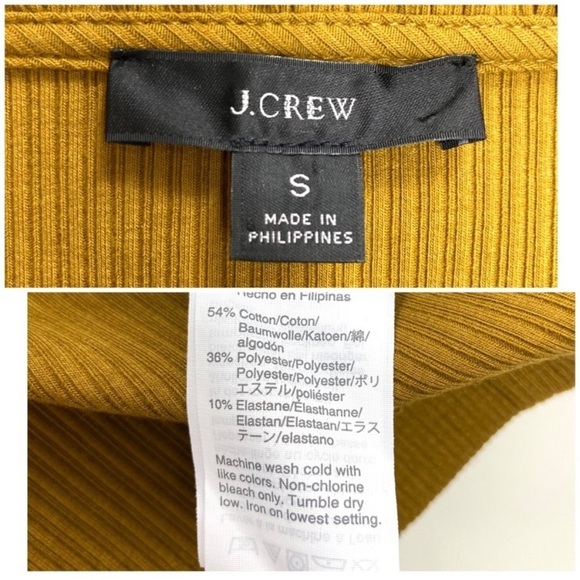 J.CREW
S
MADE IN
PHILIPPINES
Hecho en Filipinas
54% Cotton/Coton/
Baumwolle/Katoen/綿/
algodón
36% Polyester/Polyester/
Polyester/Polyester/ポリ
エステル/poliéster
10% Elastane/Élasthanne/
Elastan/Elastaan/エラス
テーン/elastano
Machine wash cold with
like colors. Non-chlorine
bleach only. Tumble dry
low. Iron on lowest setting.